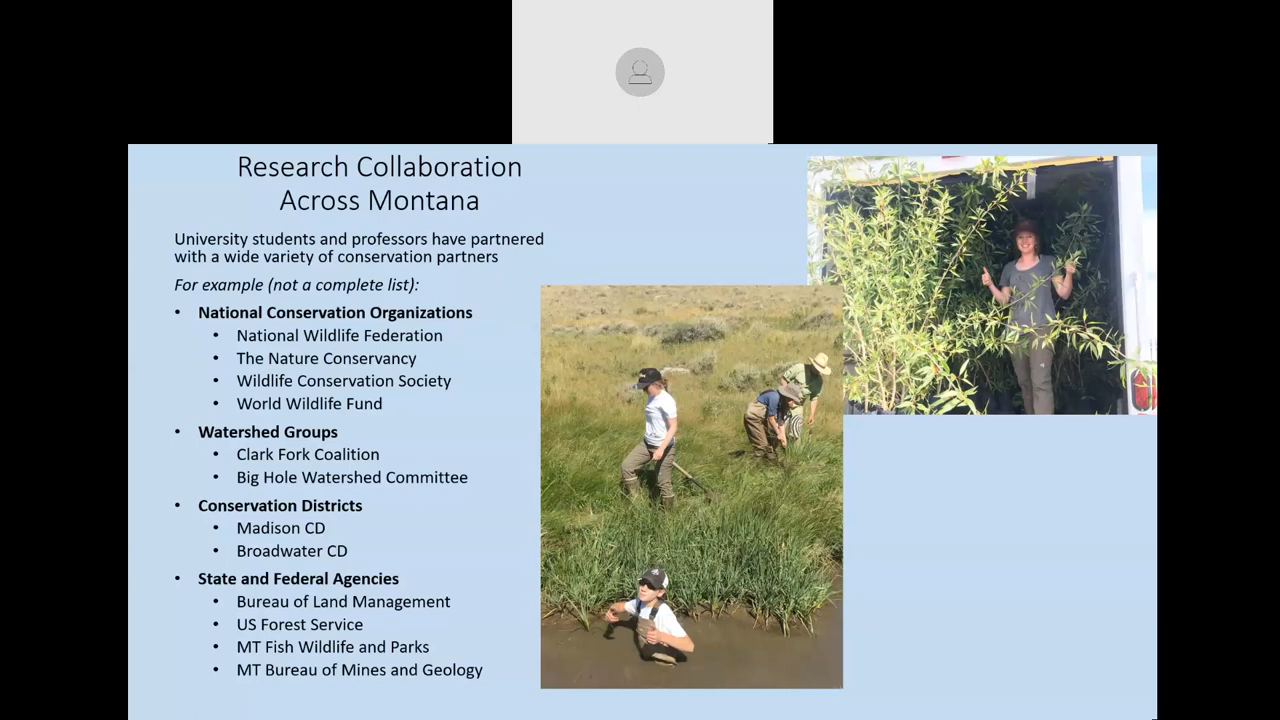 Research Collaboration
Across Montana
University students and professors have partnered
with a wide variety of conservation partners
For example (not a complete list):
• National Conservation Organizations
• National Wildlife Federation
• The Nature Conservancy
• Wildlife Conservation Society
• World Wildlife Fund
• Watershed Groups
• Clark Fork Coalition
• Big Hole Watershed Committee
• Conservation Districts
• Madison CD
• Broadwater CD
• State and Federal Agencies
• Bureau of Land Management
• US Forest Service
• MT Fish Wildlife and Parks
• MT Bureau of Mines and Geology